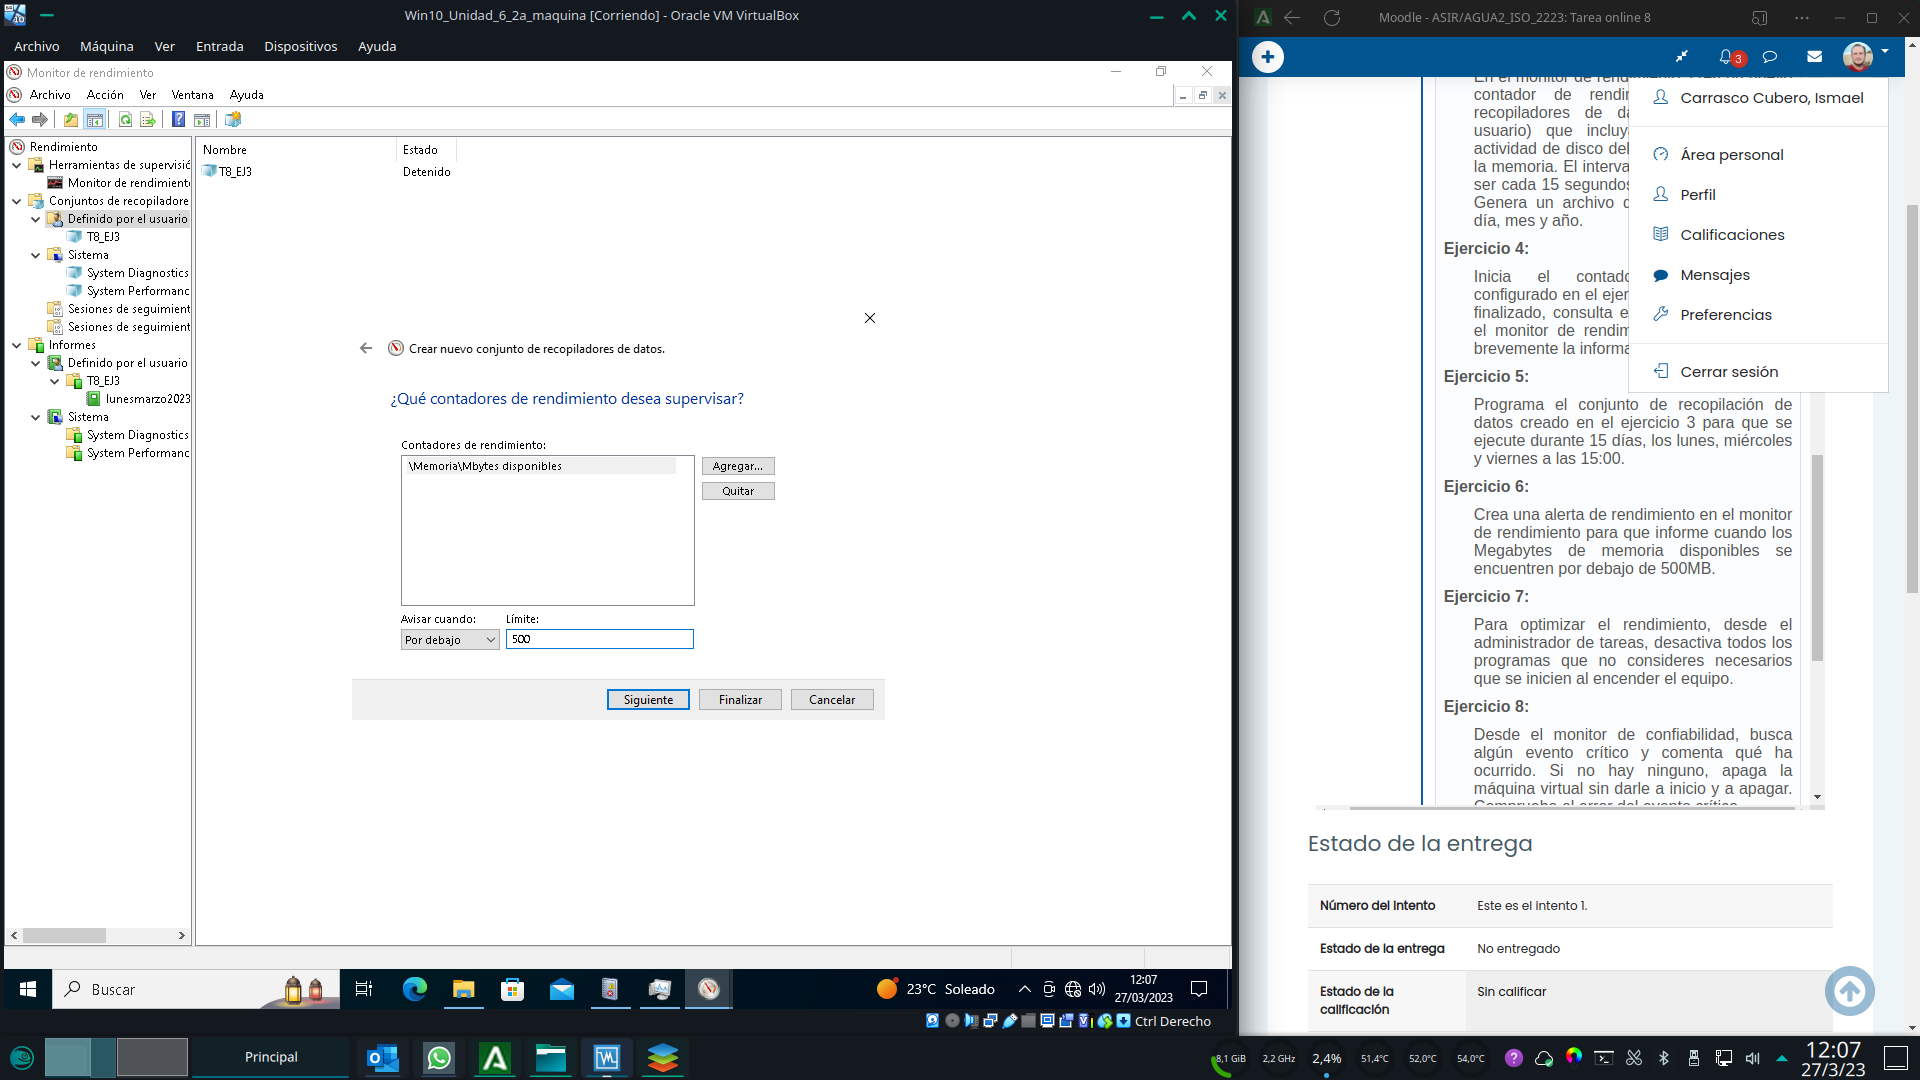 Win10_Unidad_6_2a_maquina [Corriendo] - Oracle VM VirtualBox
Archivo Máquina Ver Entrada Dispositivos Ayuda
Monitor de rendimiento
Archivo Acción Ver Ventana Ayuda
Rendimiento
Herramientas de supervisió
Monitor de rendimient
Conjuntos de recopiladore
Definido por el usuario
T8_EJ3
Sistema
System Diagnostics
System Performanc
Sesiones de seguimient
Sesiones de seguimient
Informes
Definido por el usuario
T8_EJ3
lunesmarzo2023
Sistema
System Diagnostics
System Performanc
Nombre Estado
T8_EJ3 Detenido
Crear nuevo conjunto de recopiladores de datos.
¿Qué contadores de rendimiento desea supervisar?
Contadores de rendimiento:
\Memoria\Mbytes disponibles
Agregar...
Quitar
Avisar cuando: Límite:
Por debajo 500
Siguiente Finalizar Cancelar
Buscar
23°C Soleado
12:07
27/03/2023
Ctrl Derecho
Moodle - ASIR/AGUA2_ISO_2223: Tarea online 8
3
contador de rendir
recopiladores de da
usuario) que incluya
actividad de disco del
la memoria. El interva
ser cada 15 segundos
Genera un archivo d
día, mes y año.
Ejercicio 4:
Inicia el contado
configurado en el ejer
finalizado, consulta e
el monitor de rendim
brevemente la informa
Carrasco Cubero, Ismael
Área personal
Perfil
Calificaciones
Mensajes
Preferencias
Cerrar sesión
Ejercicio 5:
Programa el conjunto de recopilación de
datos creado en el ejercicio 3 para que se
ejecute durante 15 días, los lunes, miércoles
y viernes a las 15:00.
Ejercicio 6:
Crea una alerta de rendimiento en el monitor
de rendimiento para que informe cuando los
Megabytes de memoria disponibles se
encuentren por debajo de 500MB.
Ejercicio 7:
Para optimizar el rendimiento, desde el
administrador de tareas, desactiva todos los
programas que no consideres necesarios
que se inicien al encender el equipo.
Ejercicio 8:
Desde el monitor de confiabilidad, busca
algún evento crítico y comenta qué ha
ocurrido. Si no hay ninguno, apaga la
máquina virtual sin darle a inicio y a apagar.
Estado de la entrega
Número del Intento Este es el intento 1.
Estado de la entrega No entregado
Estado de la calificación Sin calificar
Principal
8,1 GiB 2,2 GHz 2,4% 51,4°C 52,0°C 54,0°C
12:07
27/3/23